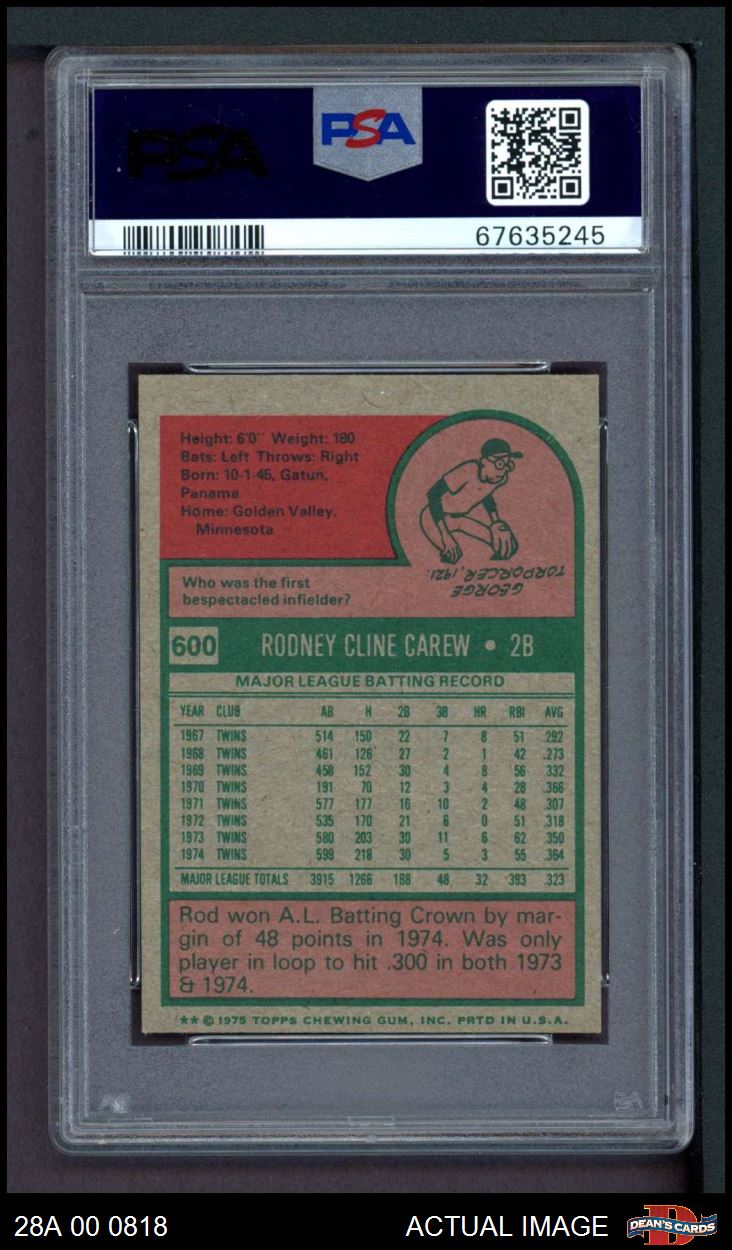 PSA
PSA
67635245
Height: 6'0" Weight: 180
Bats: Left Throws: Right
Born: 10-1-45, Gatun,
Panama
Home: Golden Valley,
Minnesota
GEORGE
TORPORCER, 1921.
Who was the first
bespectacled infielder?
600 RODNEY CLINE CAREW • 2B
MAJOR LEAGUE BATTING RECORD
YEAR CLUB AB H 2B 3B HR RBI AVG
1967 TWINS 514 150 22 7 8 51 .292
1968 TWINS 461 126 27 2 1 42 .273
1969 TWINS 458 152 30 4 8 56 .332
1970 TWINS 191 70 12 3 4 28 .366
1971 TWINS 577 177 16 10 2 48 .307
1972 TWINS 535 170 21 6 0 51 .318
1973 TWINS 580 203 30 11 6 62 .350
1974 TWINS 599 218 30 5 3 55 .364
MAJOR LEAGUE TOTALS 3915 1266 188 48 32 393 .323
Rod won A.L. Batting Crown by mar-
gin of 48 points in 1974. Was only
player in loop to hit .300 in both 1973
& 1974.
** © 1975 TOPPS CHEWING GUM, INC. PRTD IN U.S.A.
PSA
28A 00 0818 ACTUAL IMAGE DEAN'S CARDS